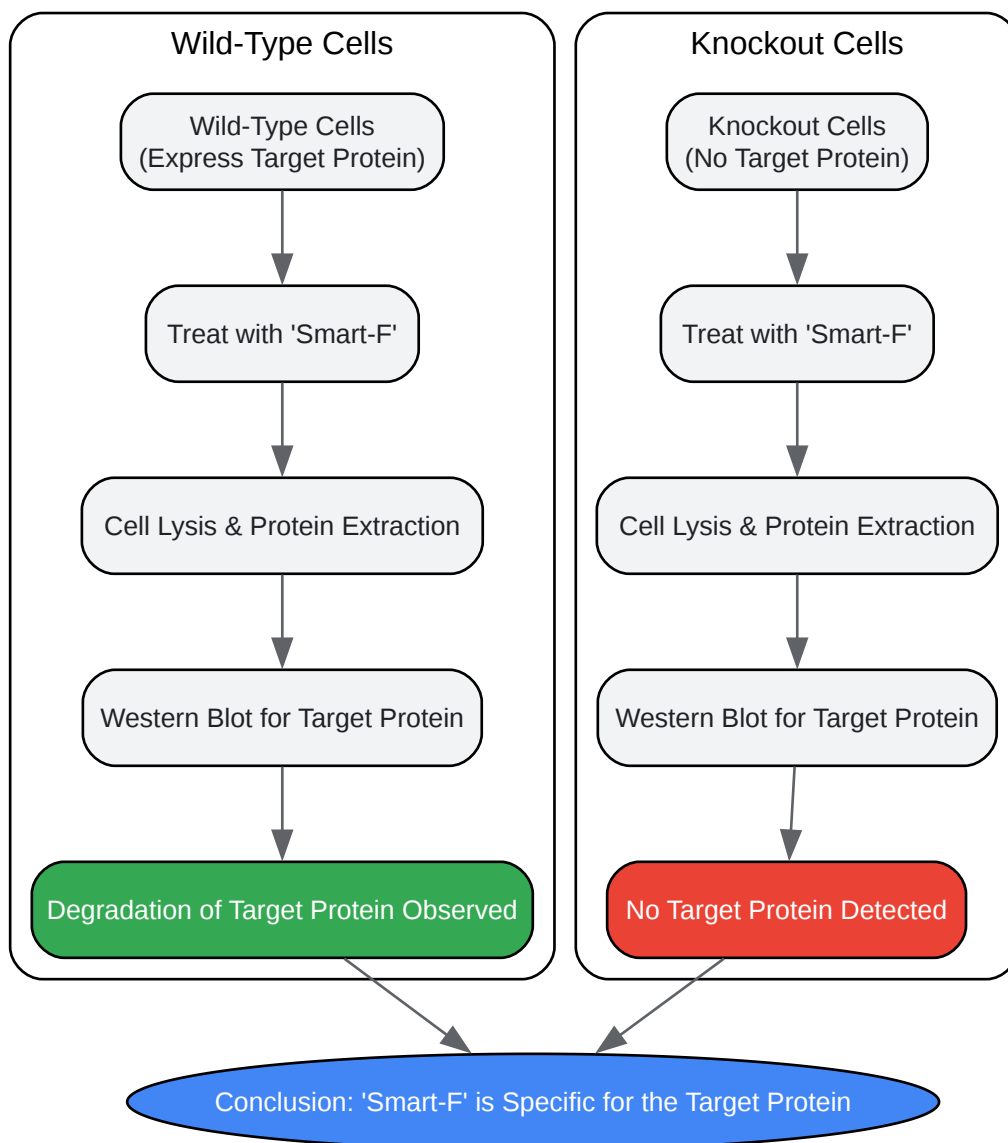 Wild-Type Cells
Wild-Type Cells
(Express Target Protein)
Treat with 'Smart-F'
Cell Lysis & Protein Extraction
Western Blot for Target Protein
Degradation of Target Protein Observed
Knockout Cells
Knockout Cells
(No Target Protein)
Treat with 'Smart-F'
Cell Lysis & Protein Extraction
Western Blot for Target Protein
No Target Protein Detected
Conclusion: 'Smart-F' is Specific for the Target Protein